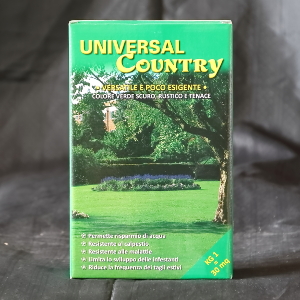 UNIVERSAL
COUNTRY
• VERSATILE E POCO ESIGENTE •
COLORE VERDE SCURO, RUSTICO E TENACE
Permette risparmio di acqua
Resistente al calpestio
Resistente alle malattie
Limita lo sviluppo delle infestanti
Riduce la frequenza dei tagli estivi
KG 1
=
30 mq